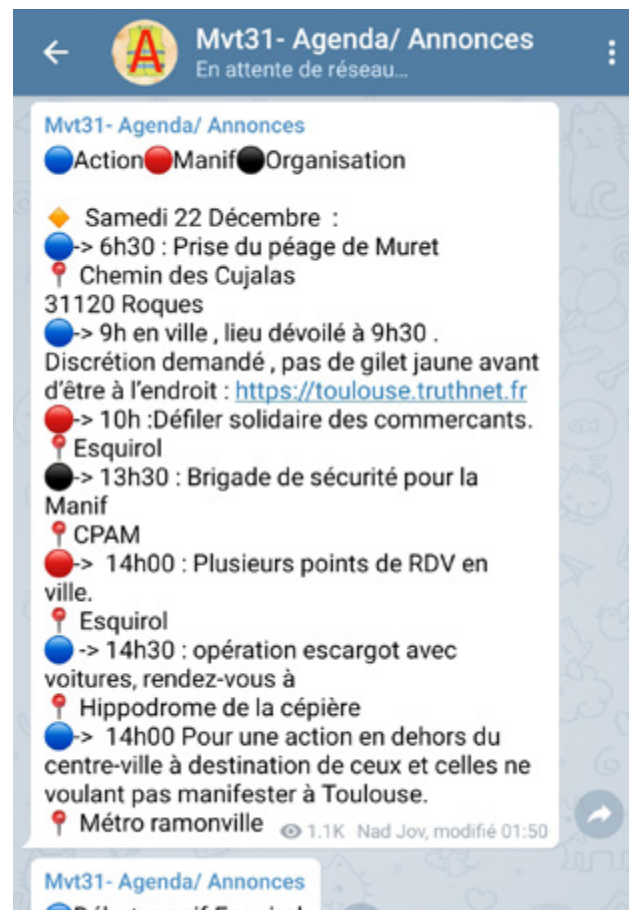 Mvt31- Agenda/ Annonces
En attente de réseau...
A
Mvt31- Agenda/ Annonces
🔵Action🔴Manif⚫Organisation
🔸 Samedi 22 Décembre :
🔵-> 6h30 : Prise du péage de Muret
📍 Chemin des Cujalas
31120 Roques
🔵-> 9h en ville , lieu dévoilé à 9h30 .
Discrétion demandé , pas de gilet jaune avant
d'être à l'endroit : https://toulouse.truthnet.fr
🔴-> 10h :Défiler solidaire des commercants.
📍Esquirol
⚫-> 13h30 : Brigade de sécurité pour la
Manif
📍CPAM
🔴-> 14h00 : Plusieurs points de RDV en
ville.
📍 Esquirol
🔵 -> 14h30 : opération escargot avec
voitures, rendez-vous à
📍 Hippodrome de la cépière
🔵-> 14h00 Pour une action en dehors du
centre-ville à destination de ceux et celles ne
voulant pas manifester à Toulouse.
📍 Métro ramonville 1.1K Nad Jov, modifié 01:50
Mvt31- Agenda/ Annonces